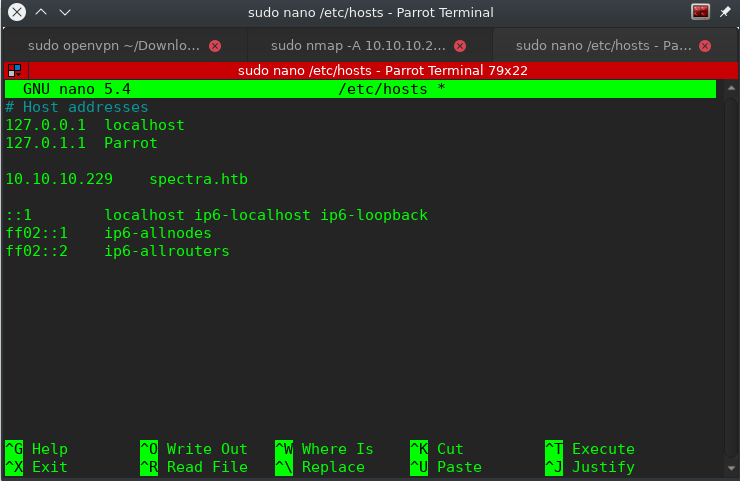 sudo nano /etc/hosts - Parrot Terminal
sudo openvpn ~/Downlo... sudo nmap -A 10.10.10.2... sudo nano /etc/hosts - Pa...
sudo nano /etc/hosts - Parrot Terminal 79x22
GNU nano 5.4 /etc/hosts *
# Host addresses
127.0.0.1 localhost
127.0.1.1 Parrot
10.10.10.229 spectra.htb
::1 localhost ip6-localhost ip6-loopback
ff02::1 ip6-allnodes
ff02::2 ip6-allrouters
^G Help ^O Write Out ^W Where Is ^K Cut ^T Execute
^X Exit ^R Read File ^\ Replace ^U Paste ^J Justify